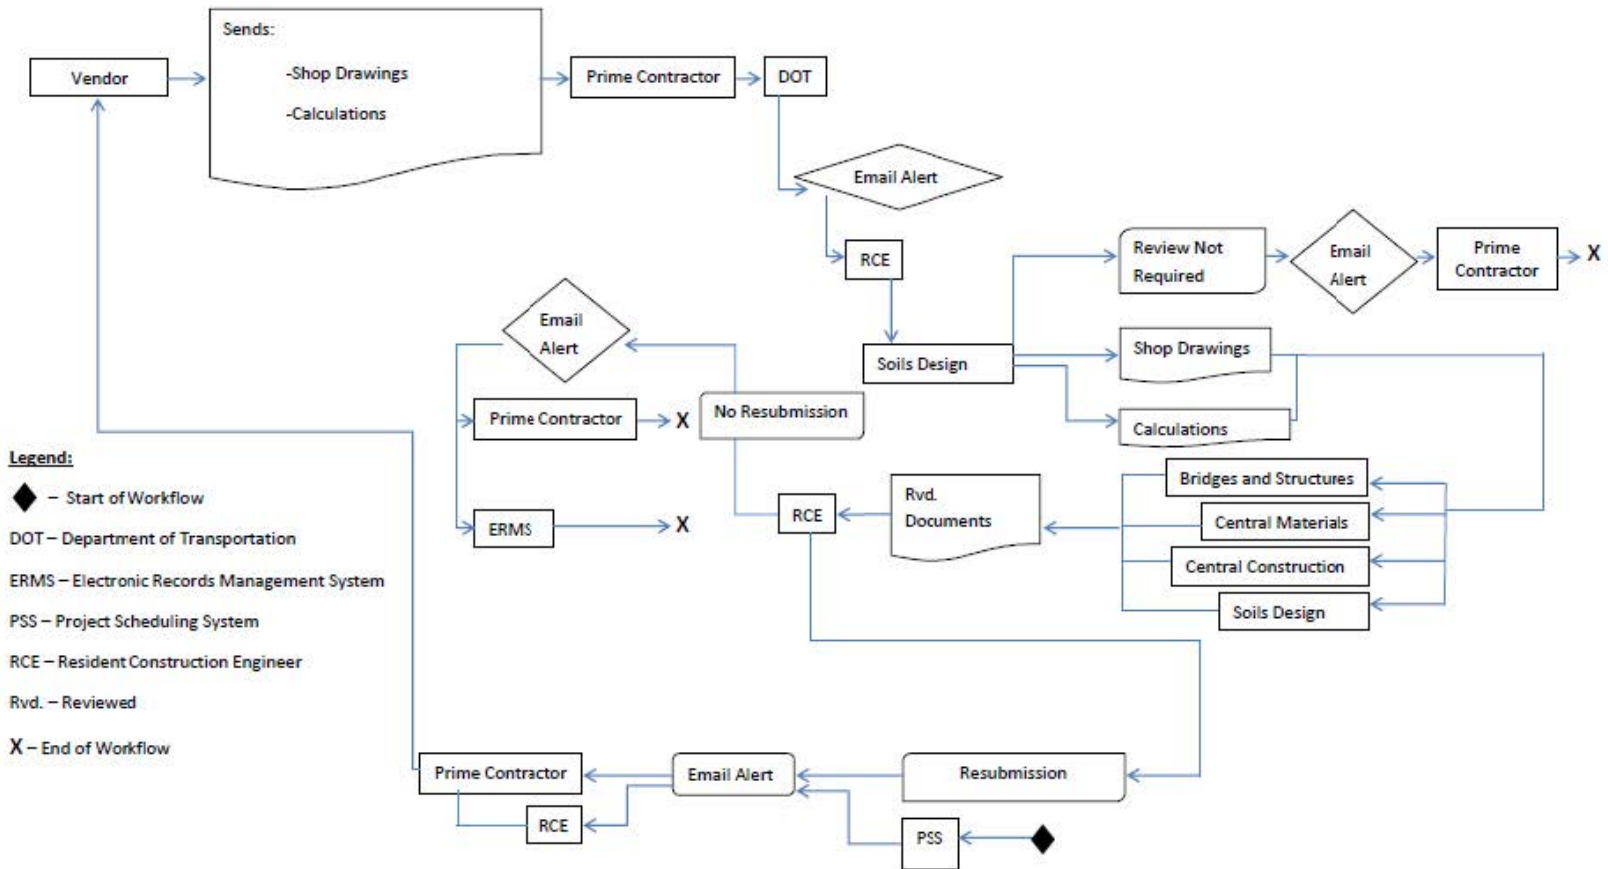 Sends:
Vendor
-Shop Drawings
-Calculations
Prime Contractor
DOT
Email Alert
RCE
Review Not
Required
Email
Alert
Prime
Contractor
X
Email
Alert
Soils Design
Shop Drawings
Calculations
Prime Contractor
X
No Resubmission
ERMS
X
RCE
Rvd.
Documents
Bridges and Structures
Central Materials
Central Construction
Soils Design
Legend:
– Start of Workflow
DOT – Department of Transportation
ERMS – Electronic Records Management System
PSS – Project Scheduling System
RCE – Resident Construction Engineer
Rvd. – Reviewed
X – End of Workflow
Prime Contractor
Email Alert
Resubmission
RCE
PSS